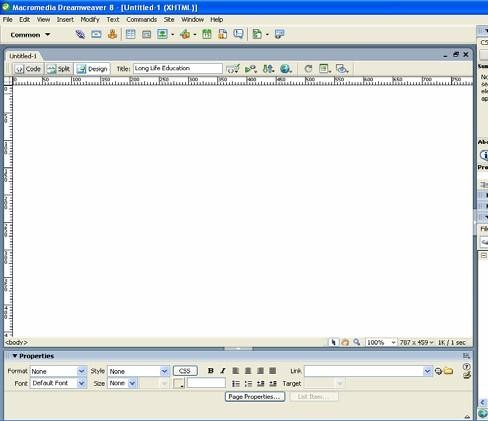 Macromedia Dreamweaver 8 - [Untitled-1 (XHTML)]
File Edit View Insert Modify Text Commands Site Window Help
Common
Untitled-1
Code Split Design Title: Long Life Education
50 100 150 200 250 300 350 400 450 500 550 600 650 700 750
<body> 100% 787 x 459 1K / 1 sec
Properties
Format None Style None CSS B I Link
Font Default Font Size None Target
Page Properties... List Item...